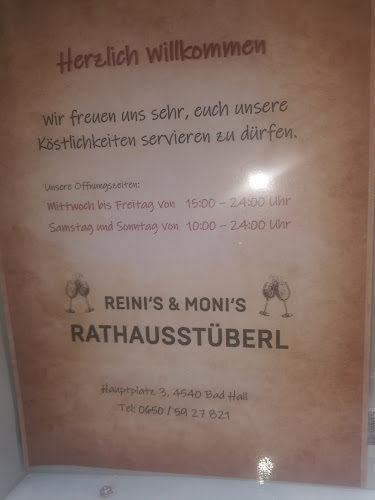 Herzlich Willkommen
Wir freuen uns sehr, euch unsere
Köstlichkeiten servieren zu dürfen.
Unsere Öffnungszeiten:
Mittwoch bis Freitag von 15:00 - 24:00 Uhr
Samstag und Sonntag von 10:00 - 24:00 Uhr
REINI'S & MONI'S
RATHAUSSTÜBERL
Hauptplatz 3, 4540 Bad Hall
Tel: 0650 / 59 27 821